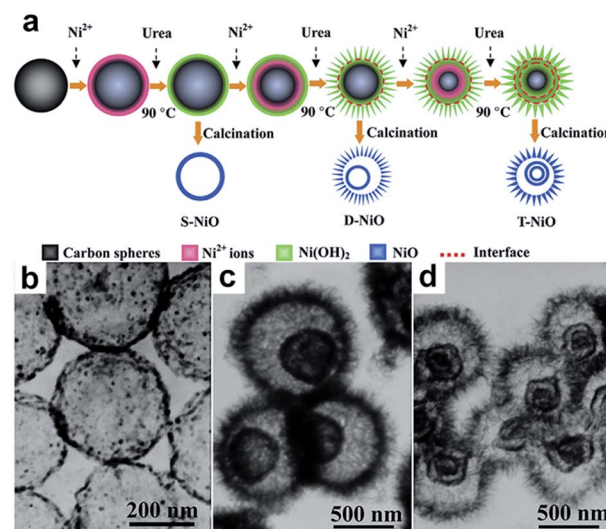 a
Ni²⁺ Urea Ni²⁺ Urea Ni²⁺ Urea
90 °C 90 °C 90 °C
Calcination Calcination Calcination
S-NiO D-NiO T-NiO
Carbon spheres Ni²⁺ ions Ni(OH)₂ NiO Interface
b c d
200 nm 500 nm 500 nm